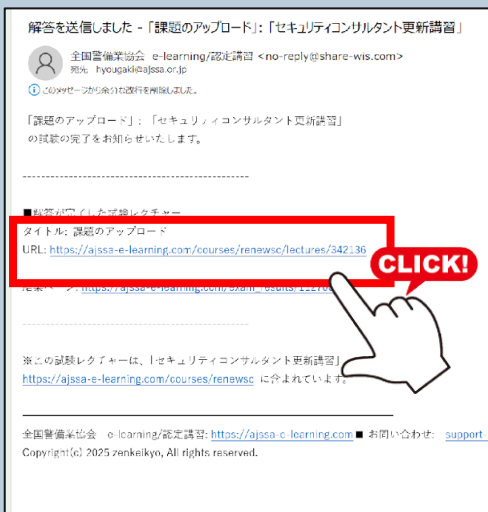 解答を送信しました - 「課題のアップロード」: 「セキュリティコンサルタント更新講習」
全国警備業協会 e-learning/認定講習 <no-reply@share-wis.com>
宛先 hyougaki@ajssa.or.jp
このメッセージから余分な改行を削除しました。
「課題のアップロード」: 「セキュリティコンサルタント更新講習」
の試験の完了をお知らせいたします。
------------------------------------------------
■解答が完了した試験レクチャー
タイトル: 課題のアップロード
URL: https://ajssa-e-learning.com/courses/renewsc/lectures/342136
CLICK!
https://ajssa-e-learning.com/exam_results/
------------------------------------------------
※この試験レクチャーは、「セキュリティコンサルタント更新講習」
https://ajssa-e-learning.com/courses/renewsc に含まれています。
全国警備業協会 e-learning/認定講習: https://ajssa-e-learning.com ■ お問い合わせ: support-
Copyright(c) 2025 zenkeikyo, All rights reserved.